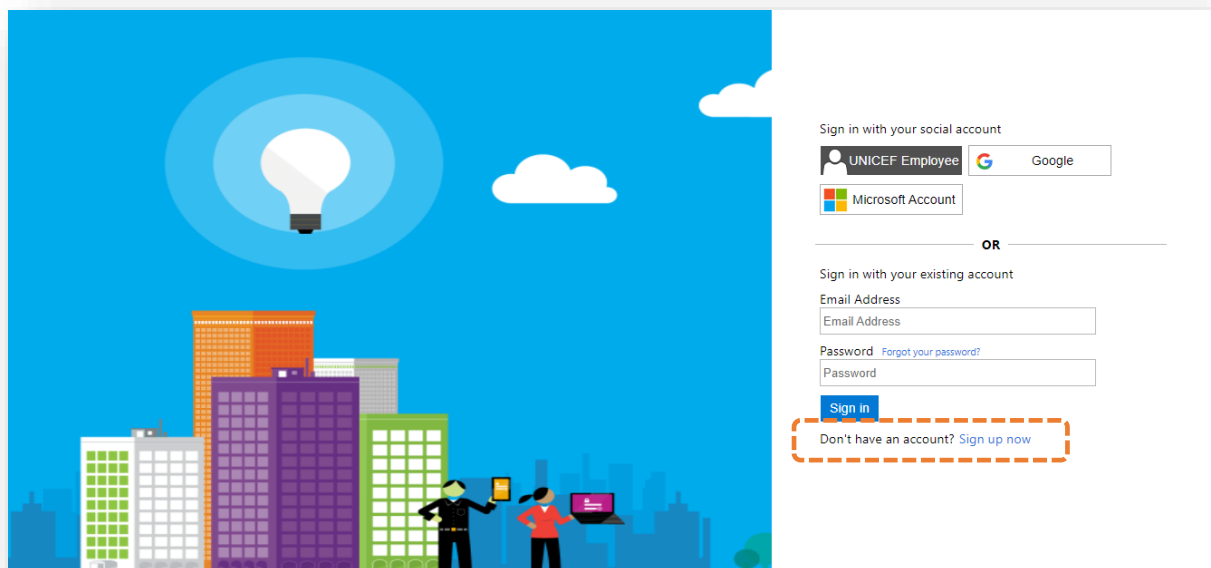 Sign in with your social account
UNICEF Employee
Google
Microsoft Account
OR
Sign in with your existing account
Email Address
Email Address
Password Forgot your password?
Password
Sign in
Don't have an account? Sign up now